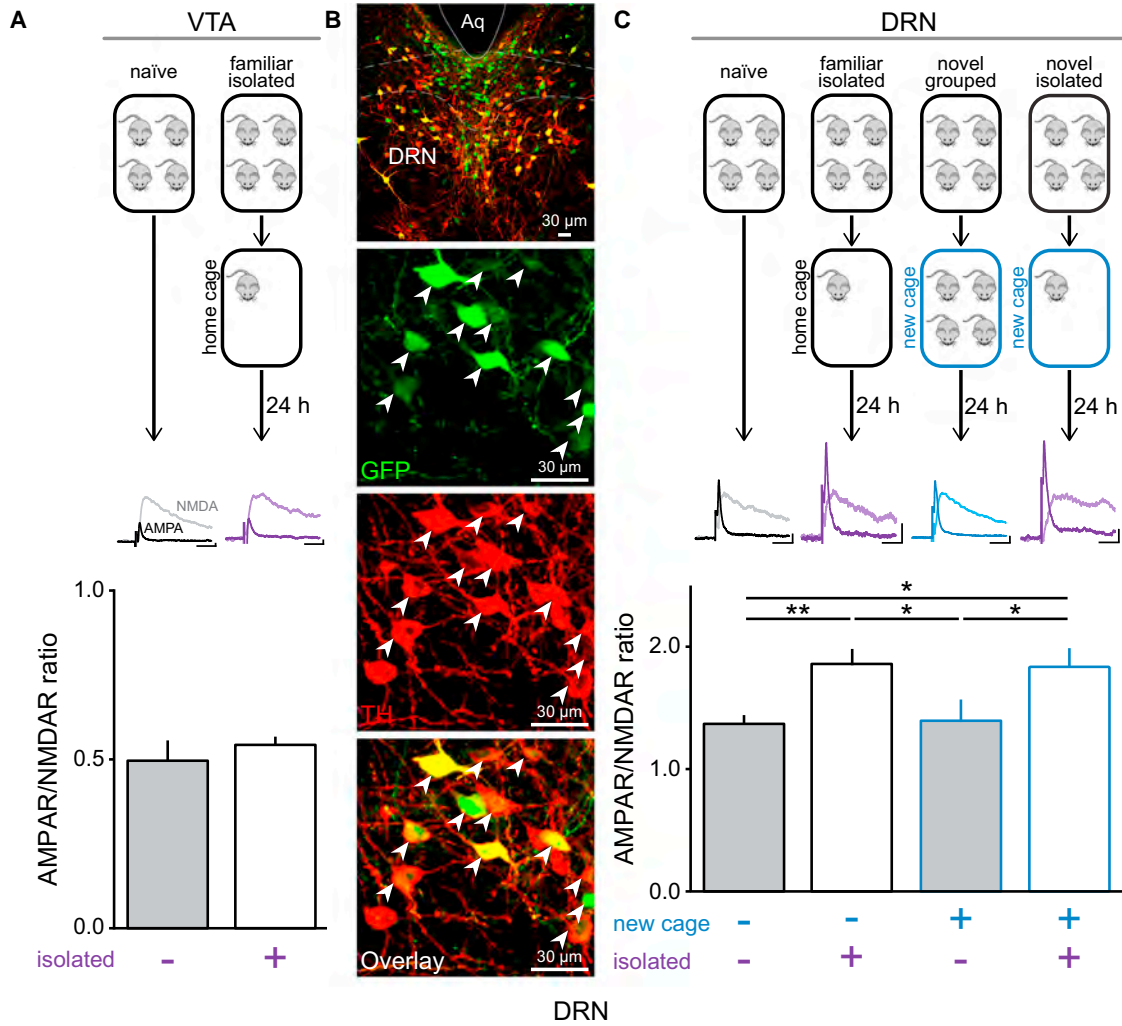 A
VTA
naïve
familiar
isolated
home cage
24 h
NMDA
AMPA
AMPAR/NMDAR ratio
1.0
0.5
0.0
isolated
-
+
B
Aq
DRN
30 µm
GFP
30 µm
TH
30 µm
Overlay
30 µm
DRN
C
DRN
naïve
familiar
isolated
novel
grouped
novel
isolated
home cage
new cage
new cage
24 h
24 h
24 h
AMPAR/NMDAR ratio
2.0
1.0
0.0
*
** * *
new cage - - + +
isolated - + - +